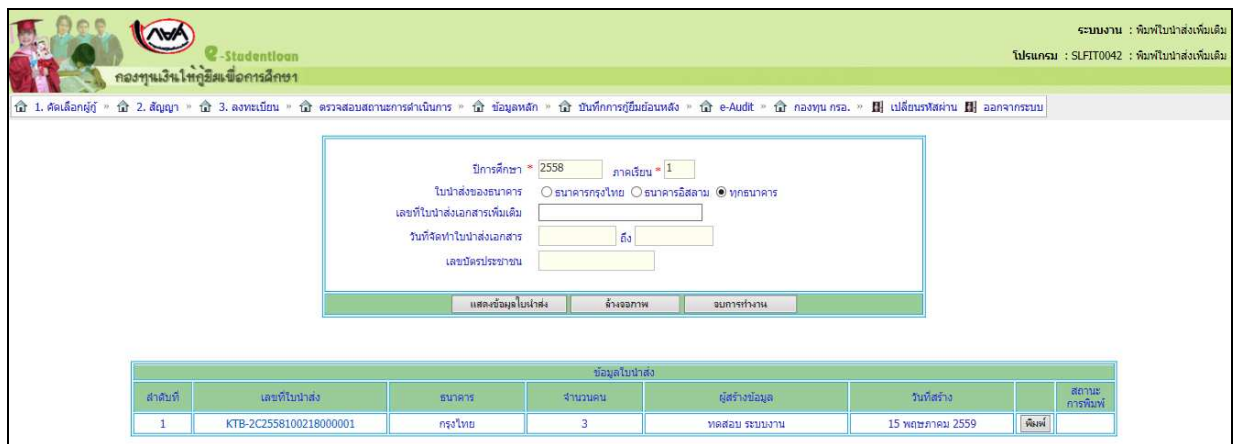 กยศ
e-Studentloan
กองทุนเงินให้กู้ยืมเพื่อการศึกษา
ระบบงาน : พิมพ์ใบนำส่งเพิ่มเติม
โปรแกรม : SLFIT0042 : พิมพ์ใบนำส่งเพิ่มเติม
1. คัดเลือกผู้กู้ » 2. สัญญา » 3. ลงทะเบียน » ตรวจสอบสถานะการดำเนินการ » ข้อมูลหลัก » บันทึกการกู้ยืมย้อนหลัง » e-Audit » กองทุน กรอ. » เปลี่ยนรหัสผ่าน ออกจากระบบ
ปีการศึกษา * 2558 ภาคเรียน * 1
ใบนำส่งของธนาคาร ธนาคารกรุงไทย ธนาคารอิสลาม ทุกธนาคาร
เลขที่ใบนำส่งเอกสารเพิ่มเติม
วันที่จัดทำใบนำส่งเอกสาร ถึง
เลขบัตรประชาชน
แสดงข้อมูลใบนำส่ง ล้างจอภาพ จบการทำงาน
ข้อมูลใบนำส่ง
ลำดับที่ เลขที่ใบนำส่ง ธนาคาร จำนวนคน ผู้สร้างข้อมูล วันที่สร้าง สถานะการพิมพ์
1 KTB-2C2558100218000001 กรุงไทย 3 ทดสอบ ระบบงาน 15 พฤษภาคม 2559 พิมพ์